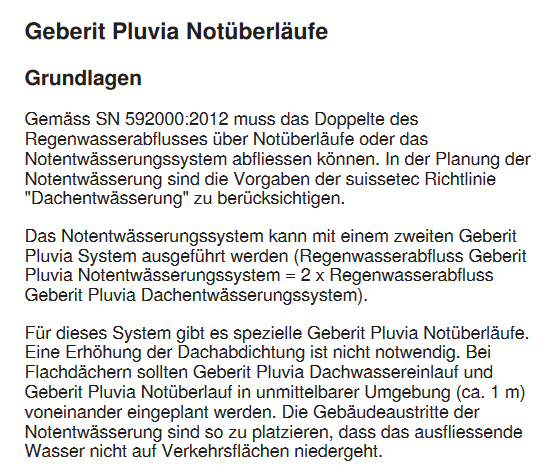 Geberit Pluvia Notüberläufe
Grundlagen
Gemäss SN 592000:2012 muss das Doppelte des
Regenwasserabflusses über Notüberläufe oder das
Notentwässerungssystem abfliessen können. In der Planung der
Notentwässerung sind die Vorgaben der suissetec Richtlinie
"Dachentwässerung" zu berücksichtigen.
Das Notentwässerungssystem kann mit einem zweiten Geberit
Pluvia System ausgeführt werden (Regenwasserabfluss Geberit
Pluvia Notentwässerungssystem = 2 x Regenwasserabfluss
Geberit Pluvia Dachentwässerungssystem).
Für dieses System gibt es spezielle Geberit Pluvia Notüberläufe.
Eine Erhöhung der Dachabdichtung ist nicht notwendig. Bei
Flachdächern sollten Geberit Pluvia Dachwassereinlauf und
Geberit Pluvia Notüberlauf in unmittelbarer Umgebung (ca. 1 m)
voneinander eingeplant werden. Die Gebäudeaustritte der
Notentwässerung sind so zu platzieren, dass das ausfliessende
Wasser nicht auf Verkehrsflächen niedergeht.